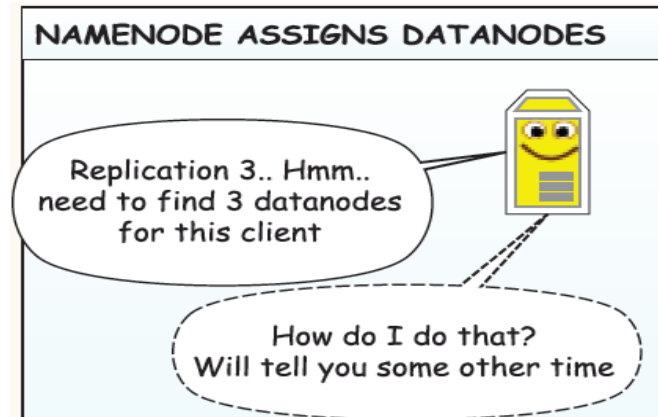 NAMENODE ASSIGNS DATANODES
Replication 3.. Hmm..
need to find 3 datanodes
for this client
How do I do that?
Will tell you some other time